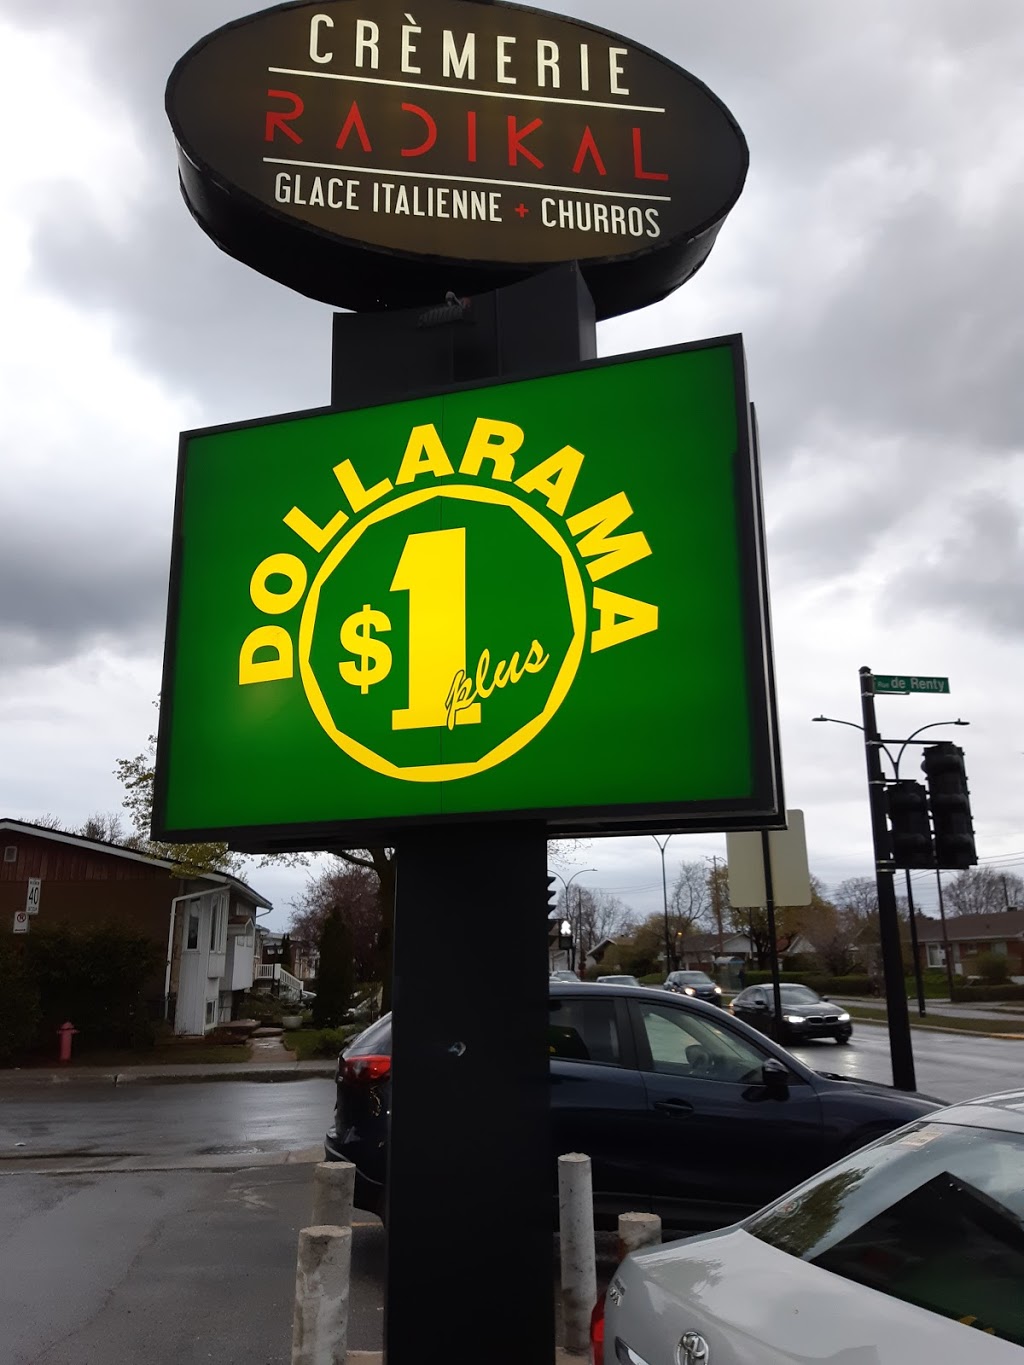 CRÈMERIE
RADIKAL
GLACE ITALIENNE + CHURROS
DOLLARAMA
$1 plus
de Renty
40